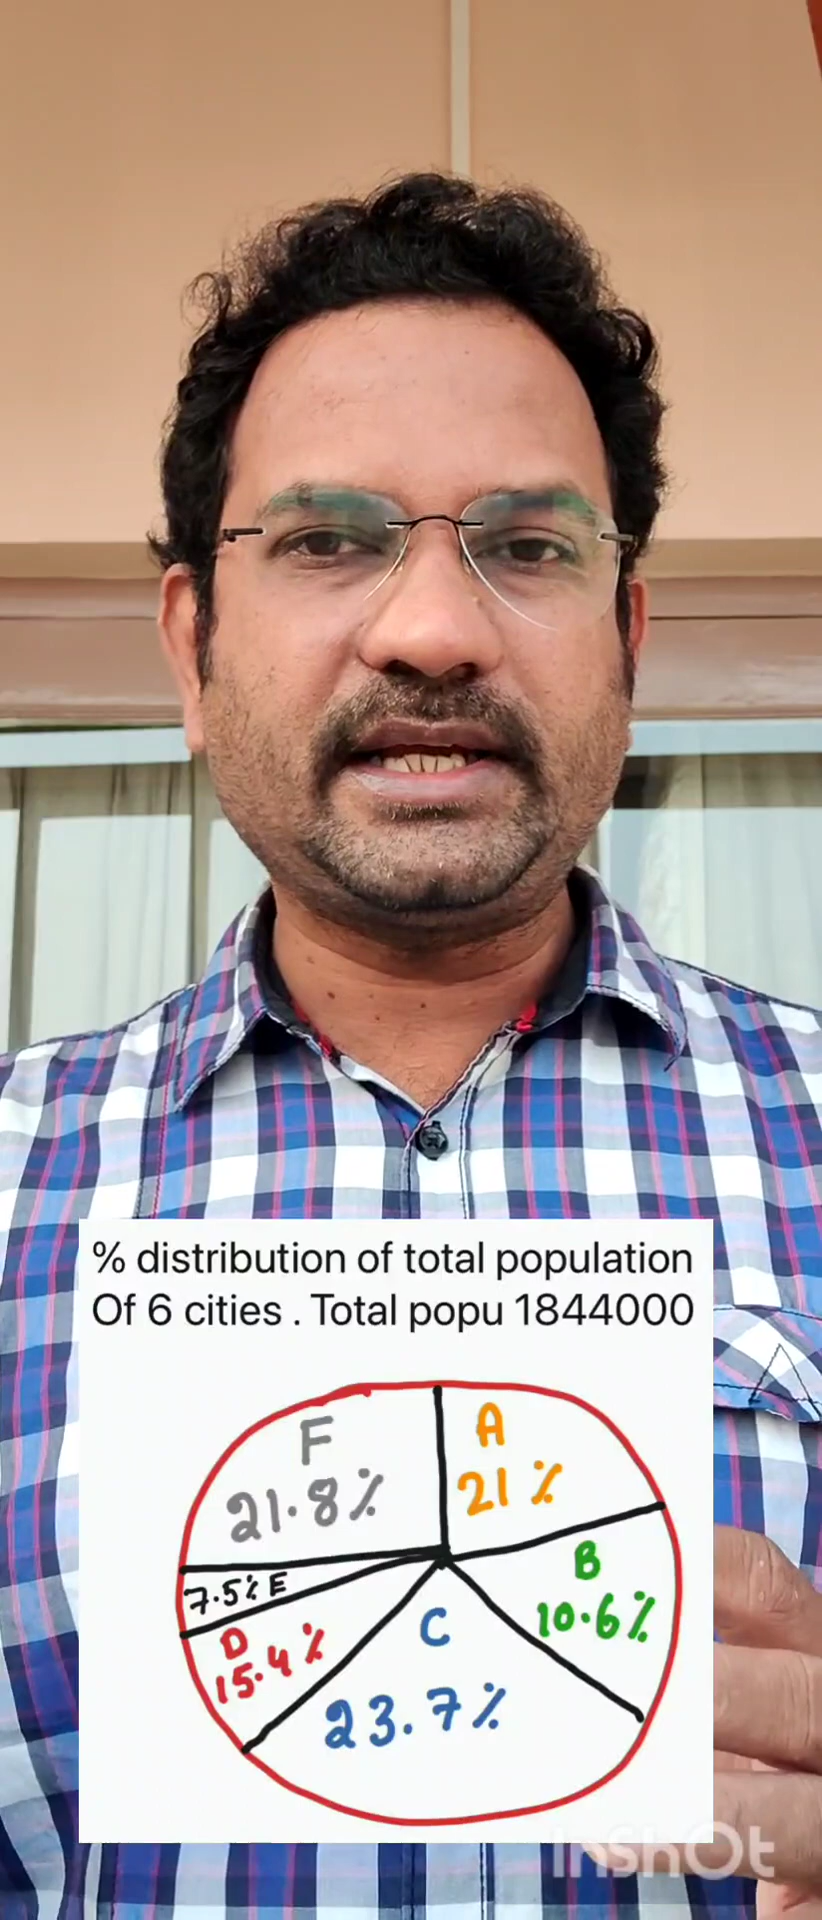 % distribution of total population
Of 6 cities . Total popu 1844000
F
21.8%
A
21%
B
10.6%
7.5% E
D
15.4%
C
23.7%
InShOt